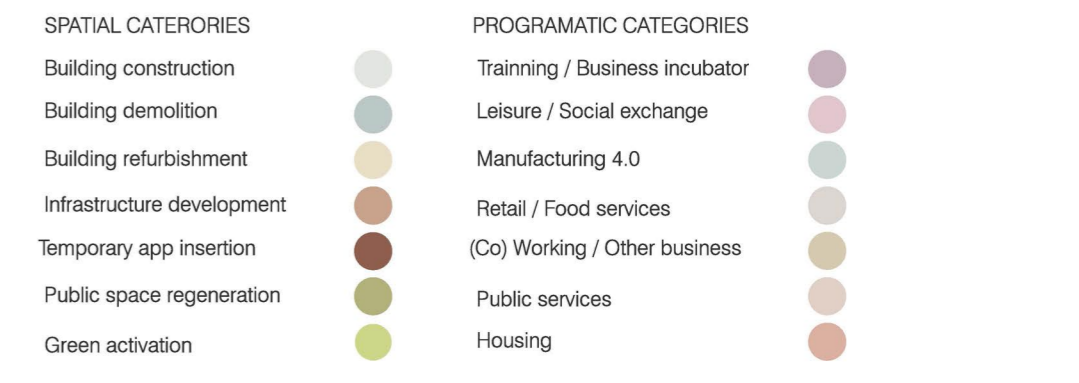 SPATIAL CATERORIES
Building construction
Building demolition
Building refurbishment
Infrastructure development
Temporary app insertion
Public space regeneration
Green activation
PROGRAMATIC CATEGORIES
Trainning / Business incubator
Leisure / Social exchange
Manufacturing 4.0
Retail / Food services
(Co) Working / Other business
Public services
Housing